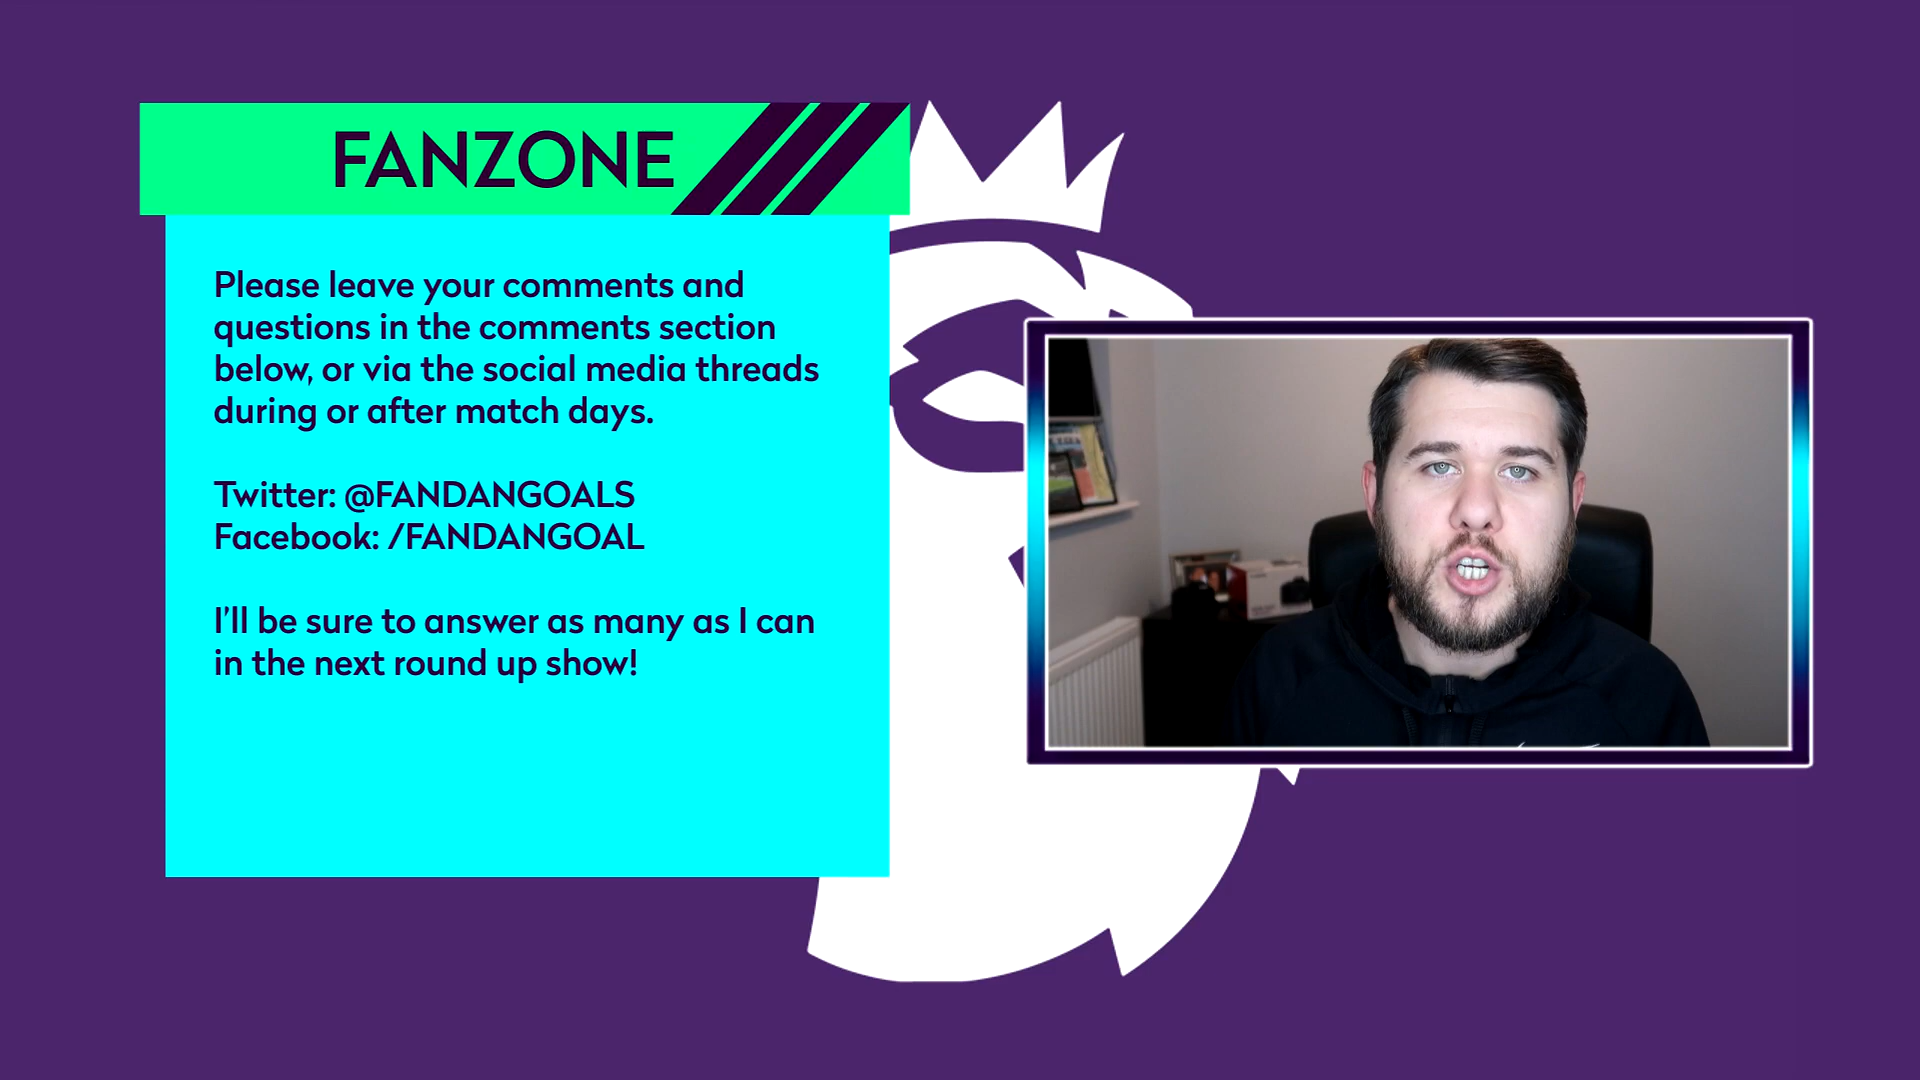 FANZONE
Please leave your comments and
questions in the comments section
below, or via the social media threads
during or after match days.
Twitter: @FANDANGOALS
Facebook: /FANDANGOAL
I'll be sure to answer as many as I can
in the next round up show!